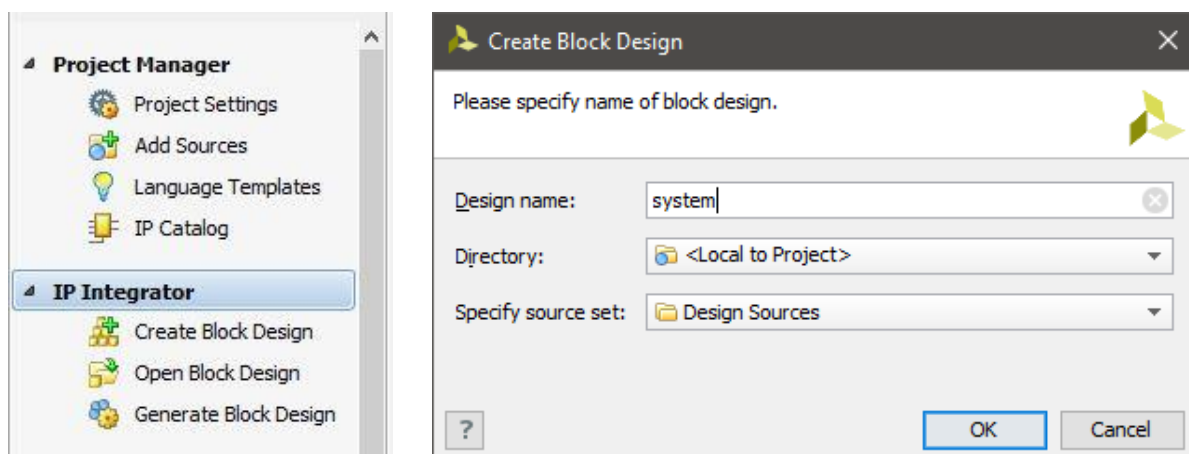 Project Manager
Project Settings
Add Sources
Language Templates
IP Catalog
IP Integrator
Create Block Design
Open Block Design
Generate Block Design
Create Block Design
Please specify name of block design.
Design name: system
Directory: <Local to Project>
Specify source set: Design Sources
? OK Cancel